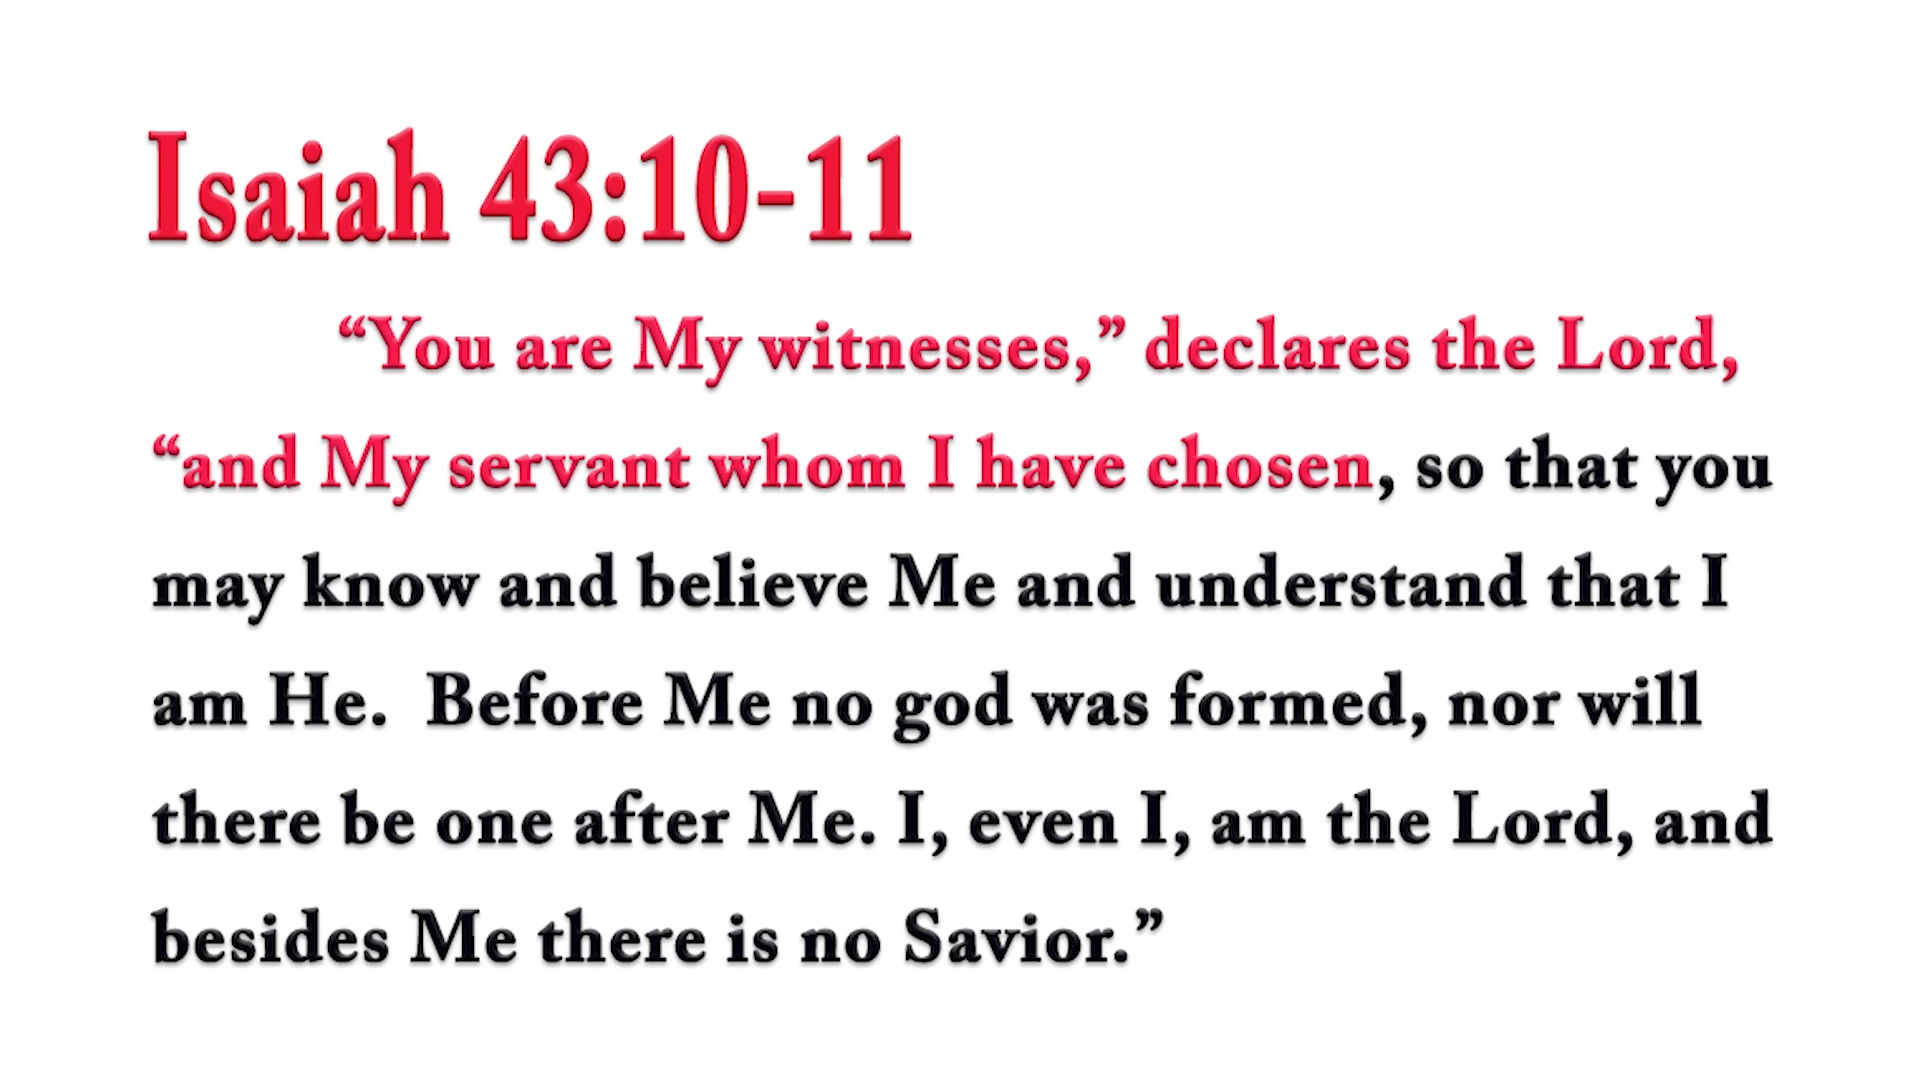 Isaiah 43:10-11
“You are My witnesses,” declares the Lord,
“and My servant whom I have chosen, so that you
may know and believe Me and understand that I
am He.  Before Me no god was formed, nor will
there be one after Me. I, even I, am the Lord, and
besides Me there is no Savior.”